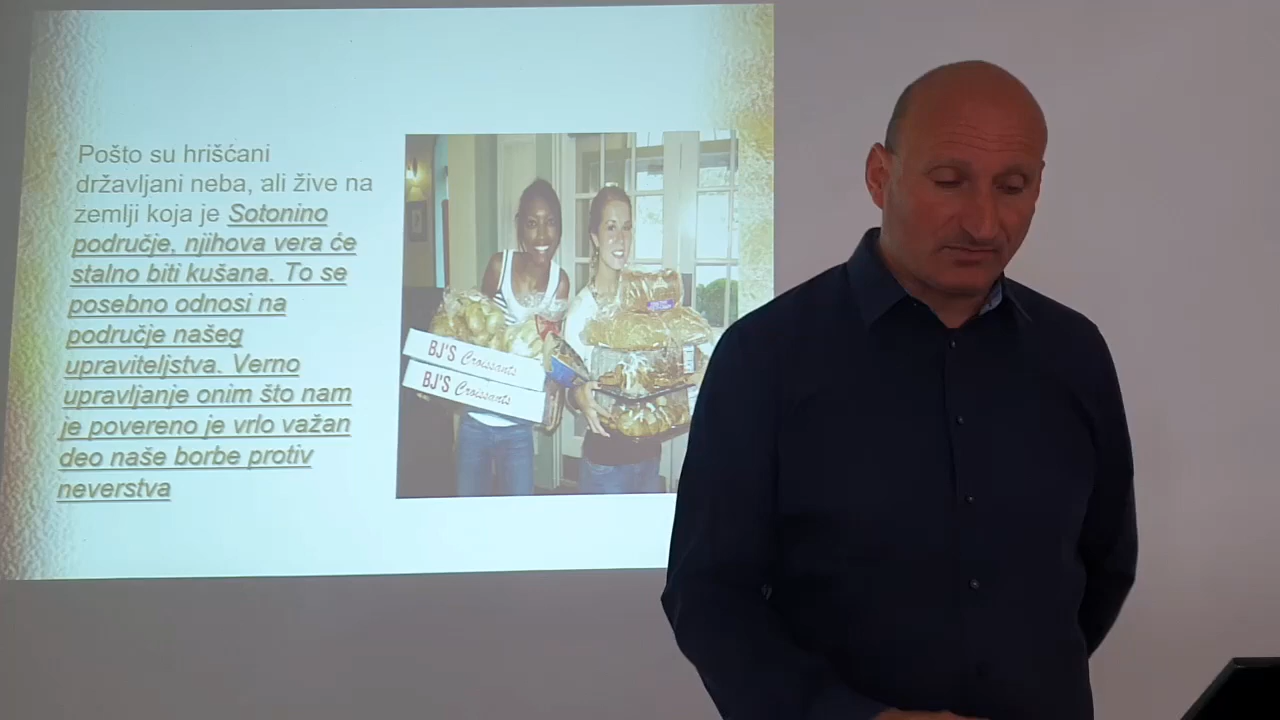 Pošto su hrišćani
državljani neba, ali žive na
zemlji koja je Sotonino
područje, njihova vera će
stalno biti kušana. To se
posebno odnosi na
područje našeg
upraviteljstva. Verno
upravljanje onim što nam
je povereno je vrlo važan
deo naše borbe protiv
neverstva
BJ'S Croissants
BJ'S Croissants